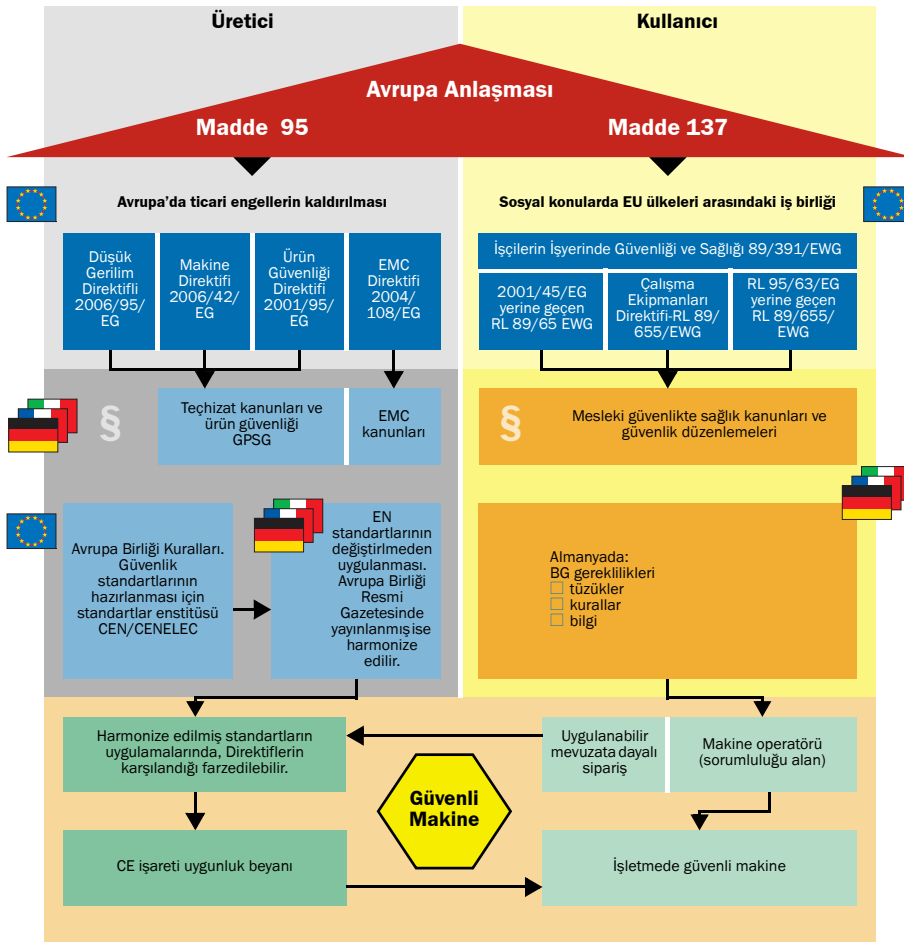 Üretici
Kullanıcı
Avrupa Anlaşması
Madde 95
Madde 137
Avrupa'da ticari engellerin kaldırılması
Sosyal konularda EU ülkeleri arasındaki iş birliği
Düşük
Gerilim
Direktifli
2006/95/
EG
Makine
Direktifi
2006/42/
EG
Ürün
Güvenliği
Direktifi
2001/95/
EG
EMC
Direktifi
2004/
108/EG
İşçilerin İşyerinde Güvenliği ve Sağlığı 89/391/EWG
2001/45/EG
yerine geçen
RL 89/65 EWG
Çalışma
Ekipmanları
Direktifi-RL 89/
655/EWG
RL 95/63/EG
yerine geçen
RL 89/655/
EWG
§
Teçhizat kanunları ve
ürün güvenliği
GPSG
EMC
kanunları
§
Mesleki güvenlikte sağlık kanunları ve
güvenlik düzenlemeleri
Avrupa Birliği Kuralları.
Güvenlik
standartlarının
hazırlanması için
standartlar enstitüsü
CEN/CENELEC
EN
standartlarının
değiştirilmeden
uygulanması.
Avrupa Birliği
Resmi
Gazetesinde
yayınlanmış ise
harmonize
edilir.
Almanyada:
BG gereklilikleri
☐ tüzükler
☐ kurallar
☐ bilgi
Harmonize edilmiş standartların
uygulamalarında, Direktiflerin
karşılandığı farzedilebilir.
Uygulanabilir
mevuzata dayalı
sipariş
Makine operatörü
(sorumluluğu alan)
Güvenli
Makine
CE işareti uygunluk beyanı
İşletmede güvenli makine